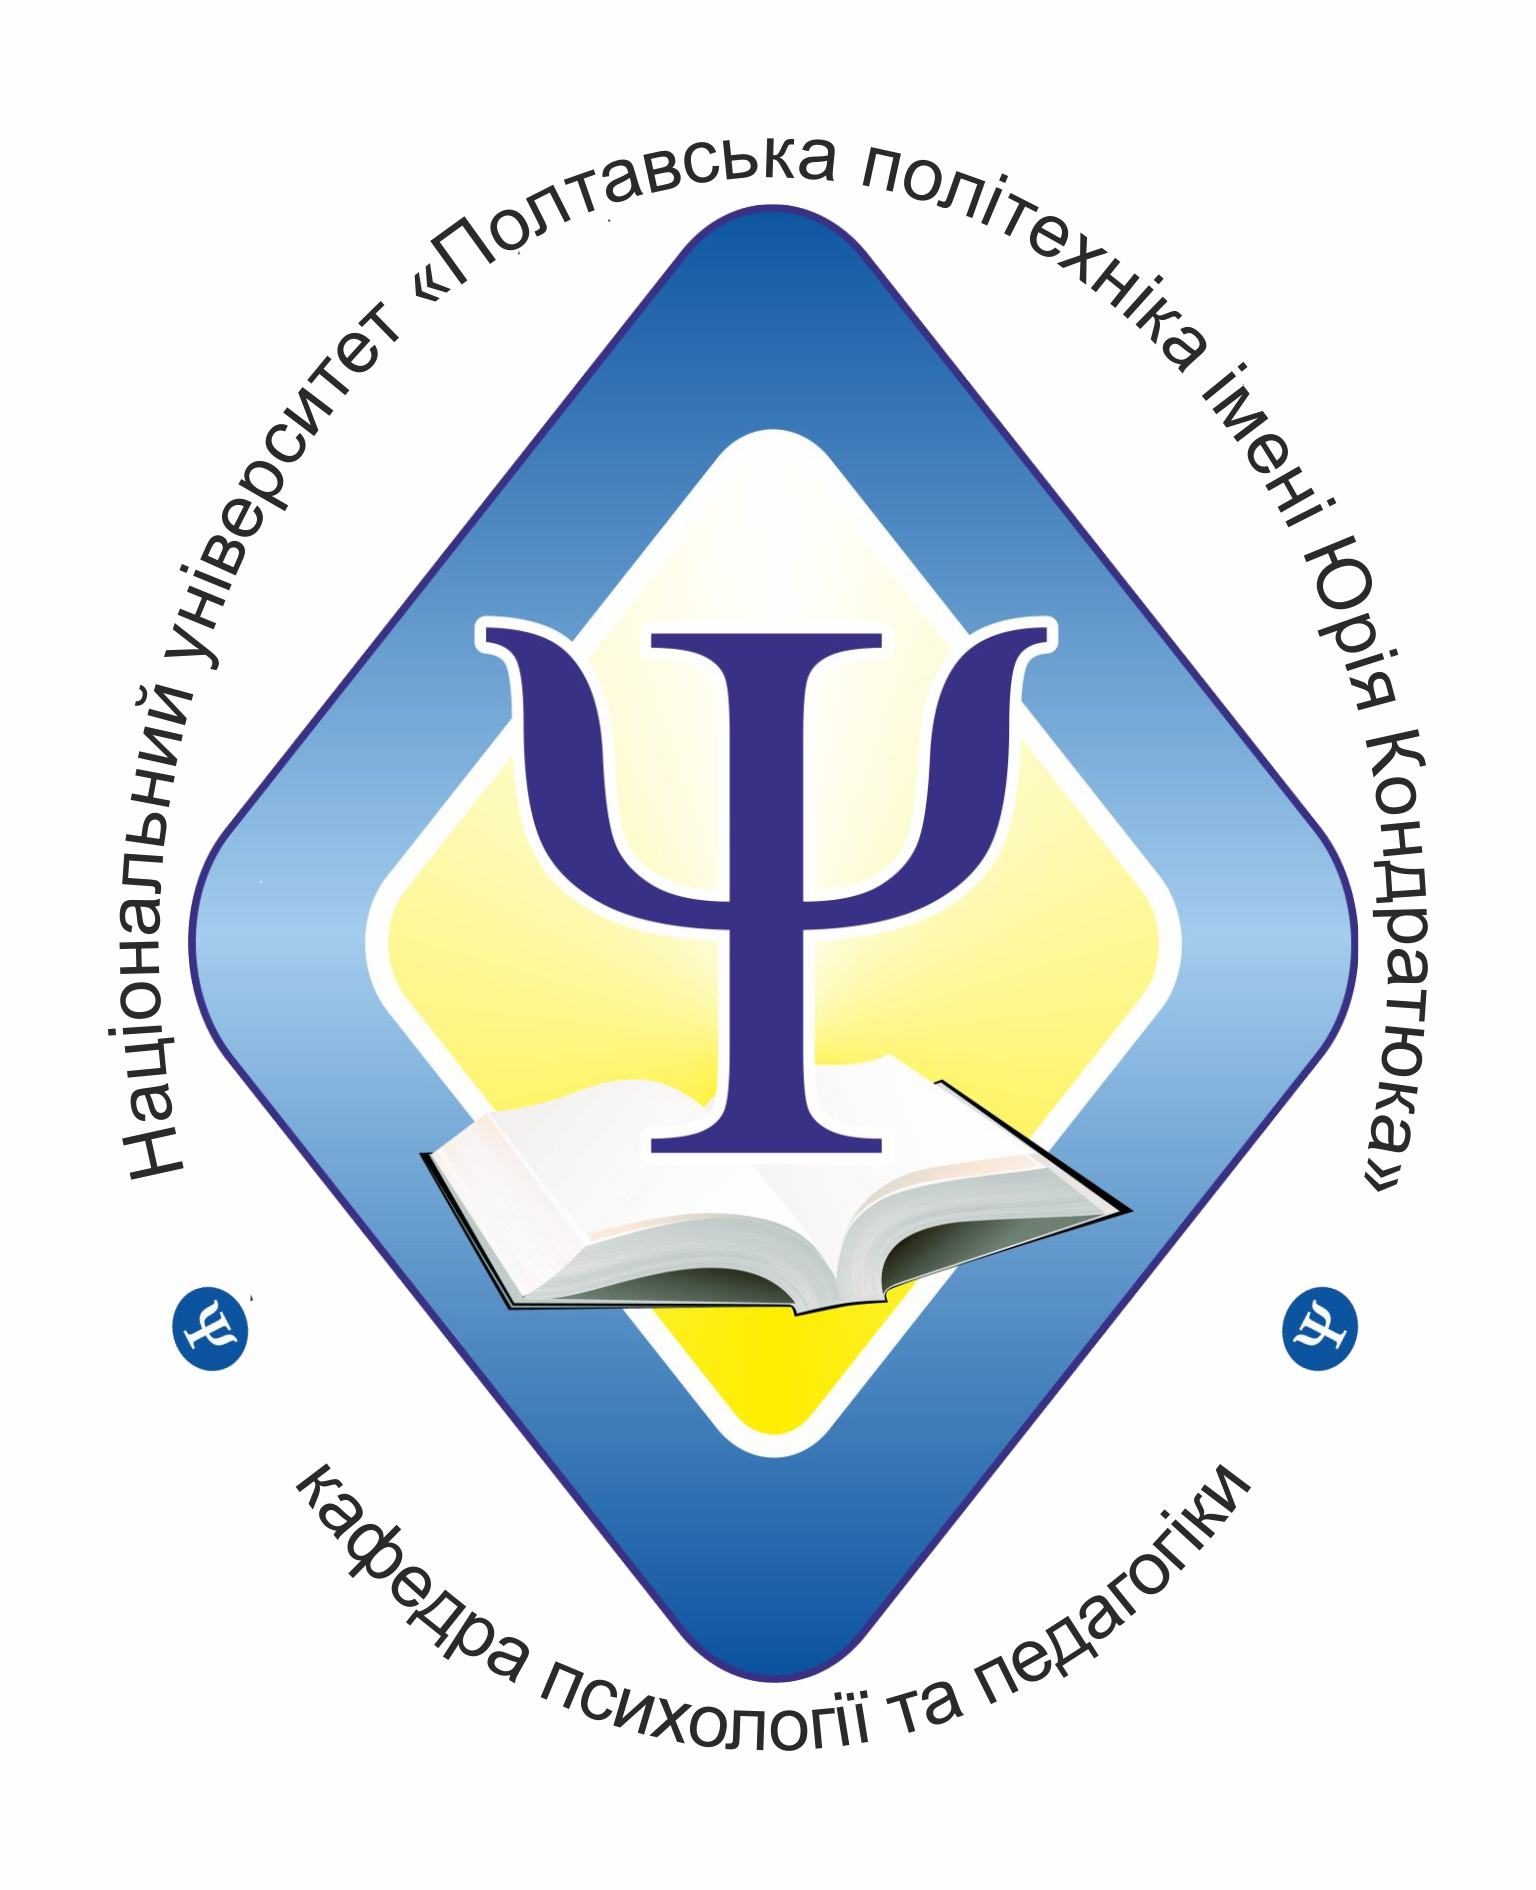 Національний університет «Полтавська політехніка імені Юрія Кондратюка»
Ψ
Ψ Ψ
кафедра психології та педагогіки